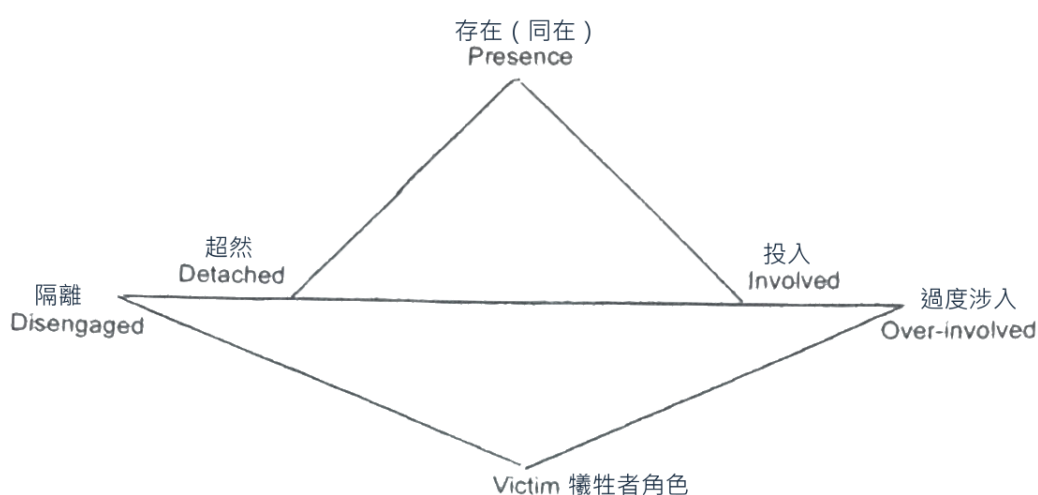 存在（同在）
Presence
超然
Detached
投入
Involved
隔離
Disengaged
過度涉入
Over-involved
Victim 犧牲者角色